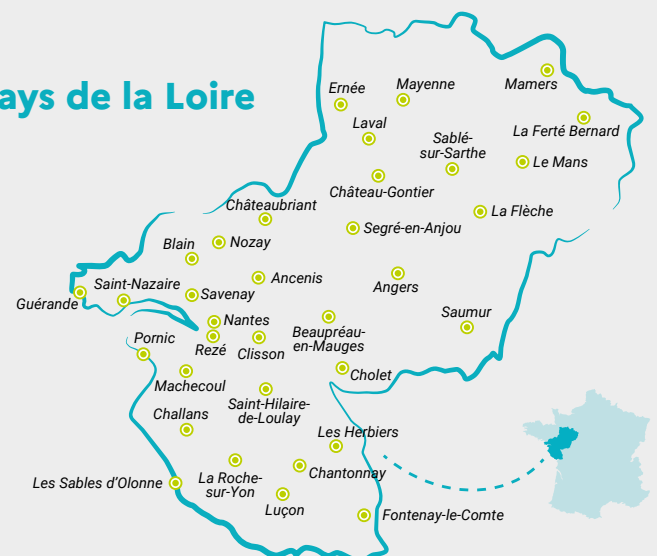 ays de la Loire
Ernée
Mayenne
Mamers
Laval
La Ferté Bernard
Sablé-
sur-Sarthe
Le Mans
Château-Gontier
Châteaubriant
La Flèche
Segré-en-Anjou
Blain
Nozay
Saint-Nazaire
Ancenis
Angers
Savenay
Guérande
Saumur
Nantes
Beaupréau-
en-Mauges
Pornic
Rezé
Clisson
Cholet
Machecoul
Saint-Hilaire-
de-Loulay
Challans
Les Herbiers
Chantonnay
Les Sables d'Olonne
La Roche-
sur-Yon
Luçon
Fontenay-le-Comte